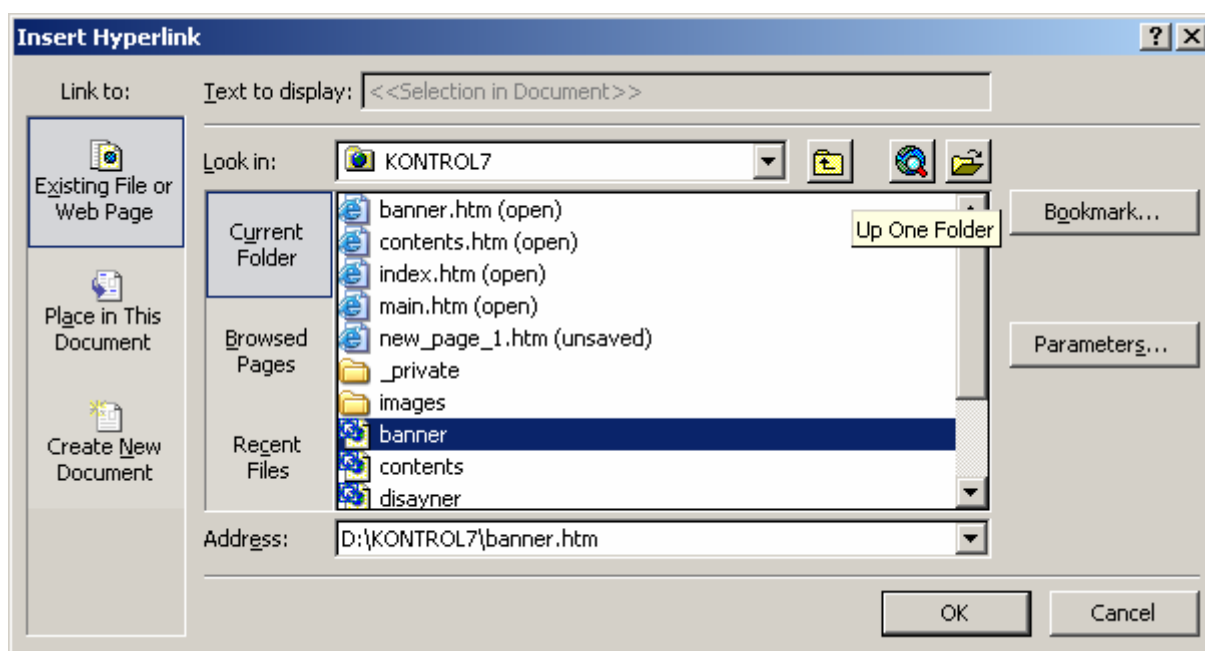 Insert Hyperlink
Link to:
Text to display: <<Selection in Document>>
Existing File or
Web Page
Place in This
Document
Create New
Document
Look in: KONTROL7
Current
Folder
Browsed
Pages
Recent
Files
banner.htm (open)
contents.htm (open)
index.htm (open)
main.htm (open)
new_page_1.htm (unsaved)
_private
images
banner
contents
disayner
Up One Folder
Address: D:\KONTROL7\banner.htm
Bookmark...
Parameters...
OK
Cancel